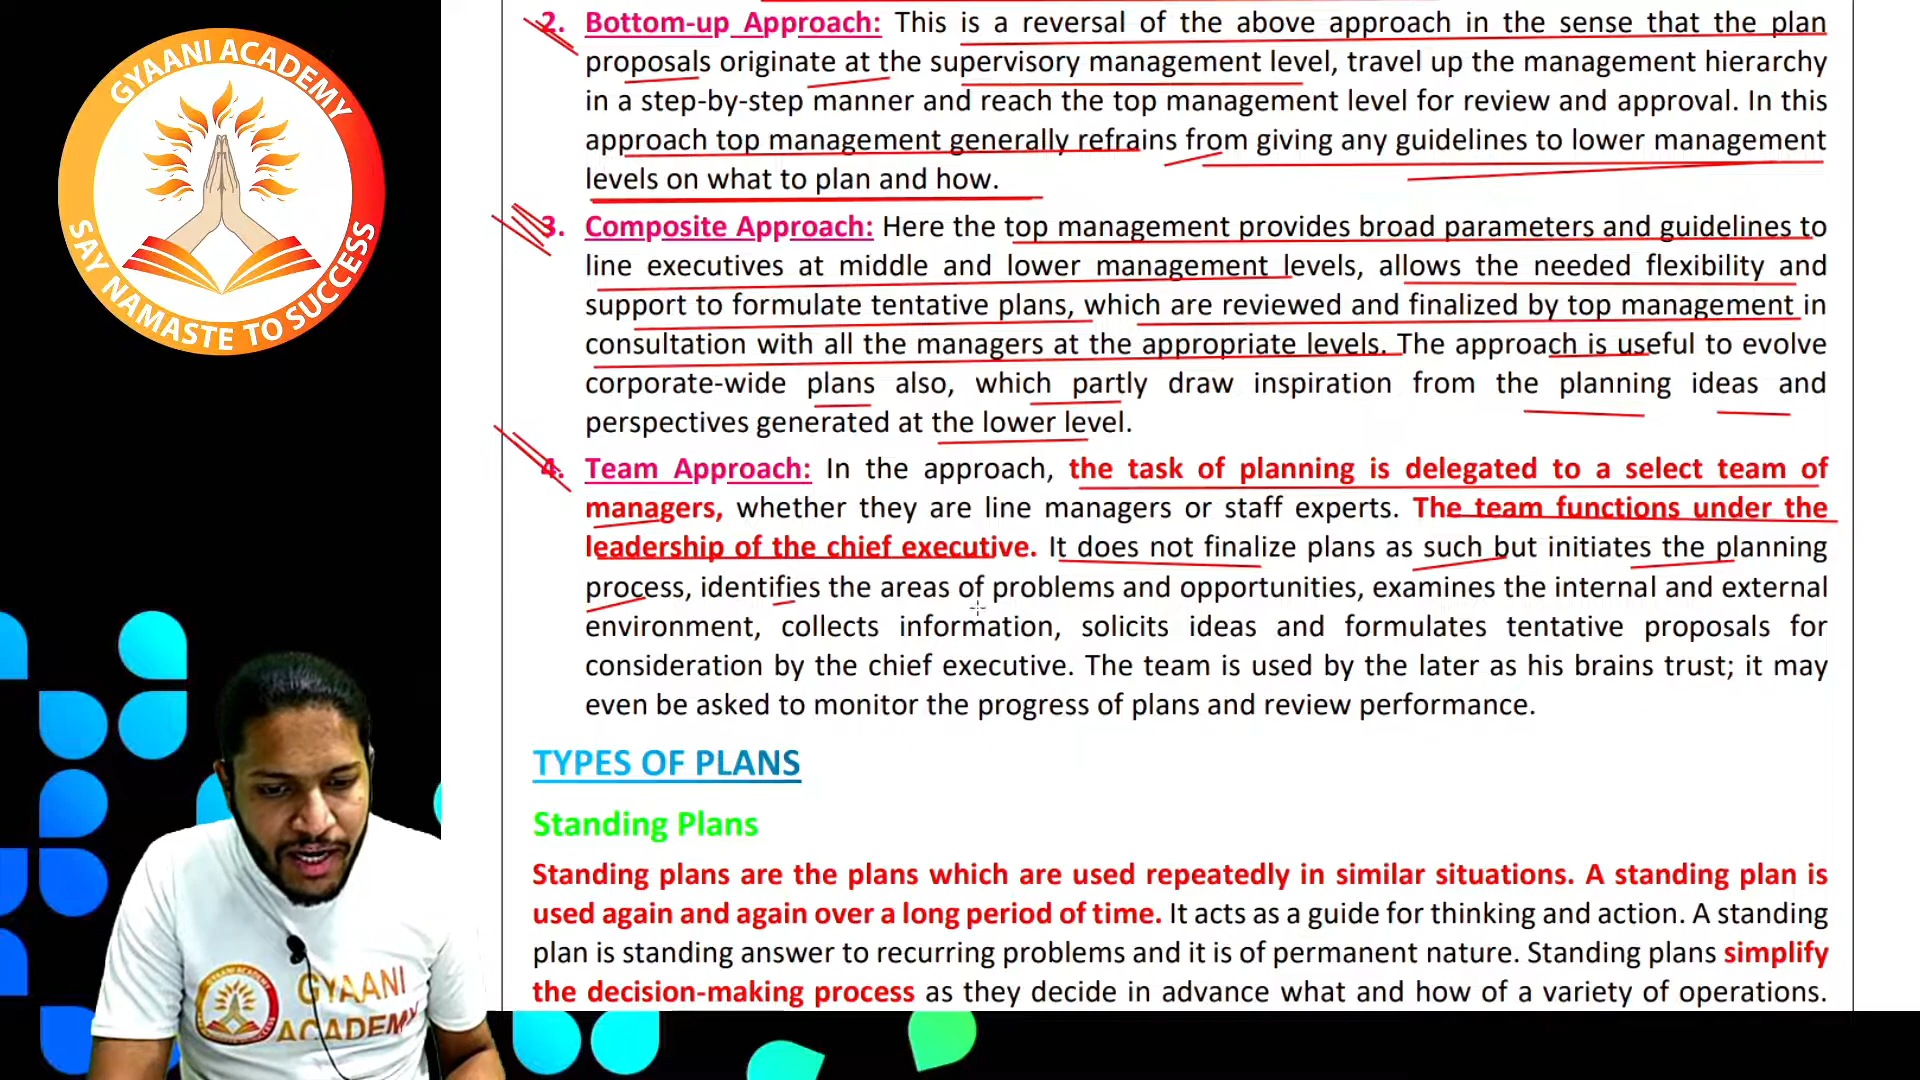 GYAANI ACADEMY
SAY NAMASTE TO SUCCESS
2. Bottom-up Approach: This is a reversal of the above approach in the sense that the plan
proposals originate at the supervisory management level, travel up the management hierarchy
in a step-by-step manner and reach the top management level for review and approval. In this
approach top management generally refrains from giving any guidelines to lower management
levels on what to plan and how.
3. Composite Approach: Here the top management provides broad parameters and guidelines to
line executives at middle and lower management levels, allows the needed flexibility and
support to formulate tentative plans, which are reviewed and finalized by top management in
consultation with all the managers at the appropriate levels. The approach is useful to evolve
corporate-wide plans also, which partly draw inspiration from the planning ideas and
perspectives generated at the lower level.
4. Team Approach: In the approach, the task of planning is delegated to a select team of
managers, whether they are line managers or staff experts. The team functions under the
leadership of the chief executive. It does not finalize plans as such but initiates the planning
process, identifies the areas of problems and opportunities, examines the internal and external
environment, collects information, solicits ideas and formulates tentative proposals for
consideration by the chief executive. The team is used by the later as his brains trust; it may
even be asked to monitor the progress of plans and review performance.
TYPES OF PLANS
Standing Plans
Standing plans are the plans which are used repeatedly in similar situations. A standing plan is
used again and again over a long period of time. It acts as a guide for thinking and action. A standing
plan is standing answer to recurring problems and it is of permanent nature. Standing plans simplify
the decision-making process as they decide in advance what and how of a variety of operations.
GYAANI
ACADEMY